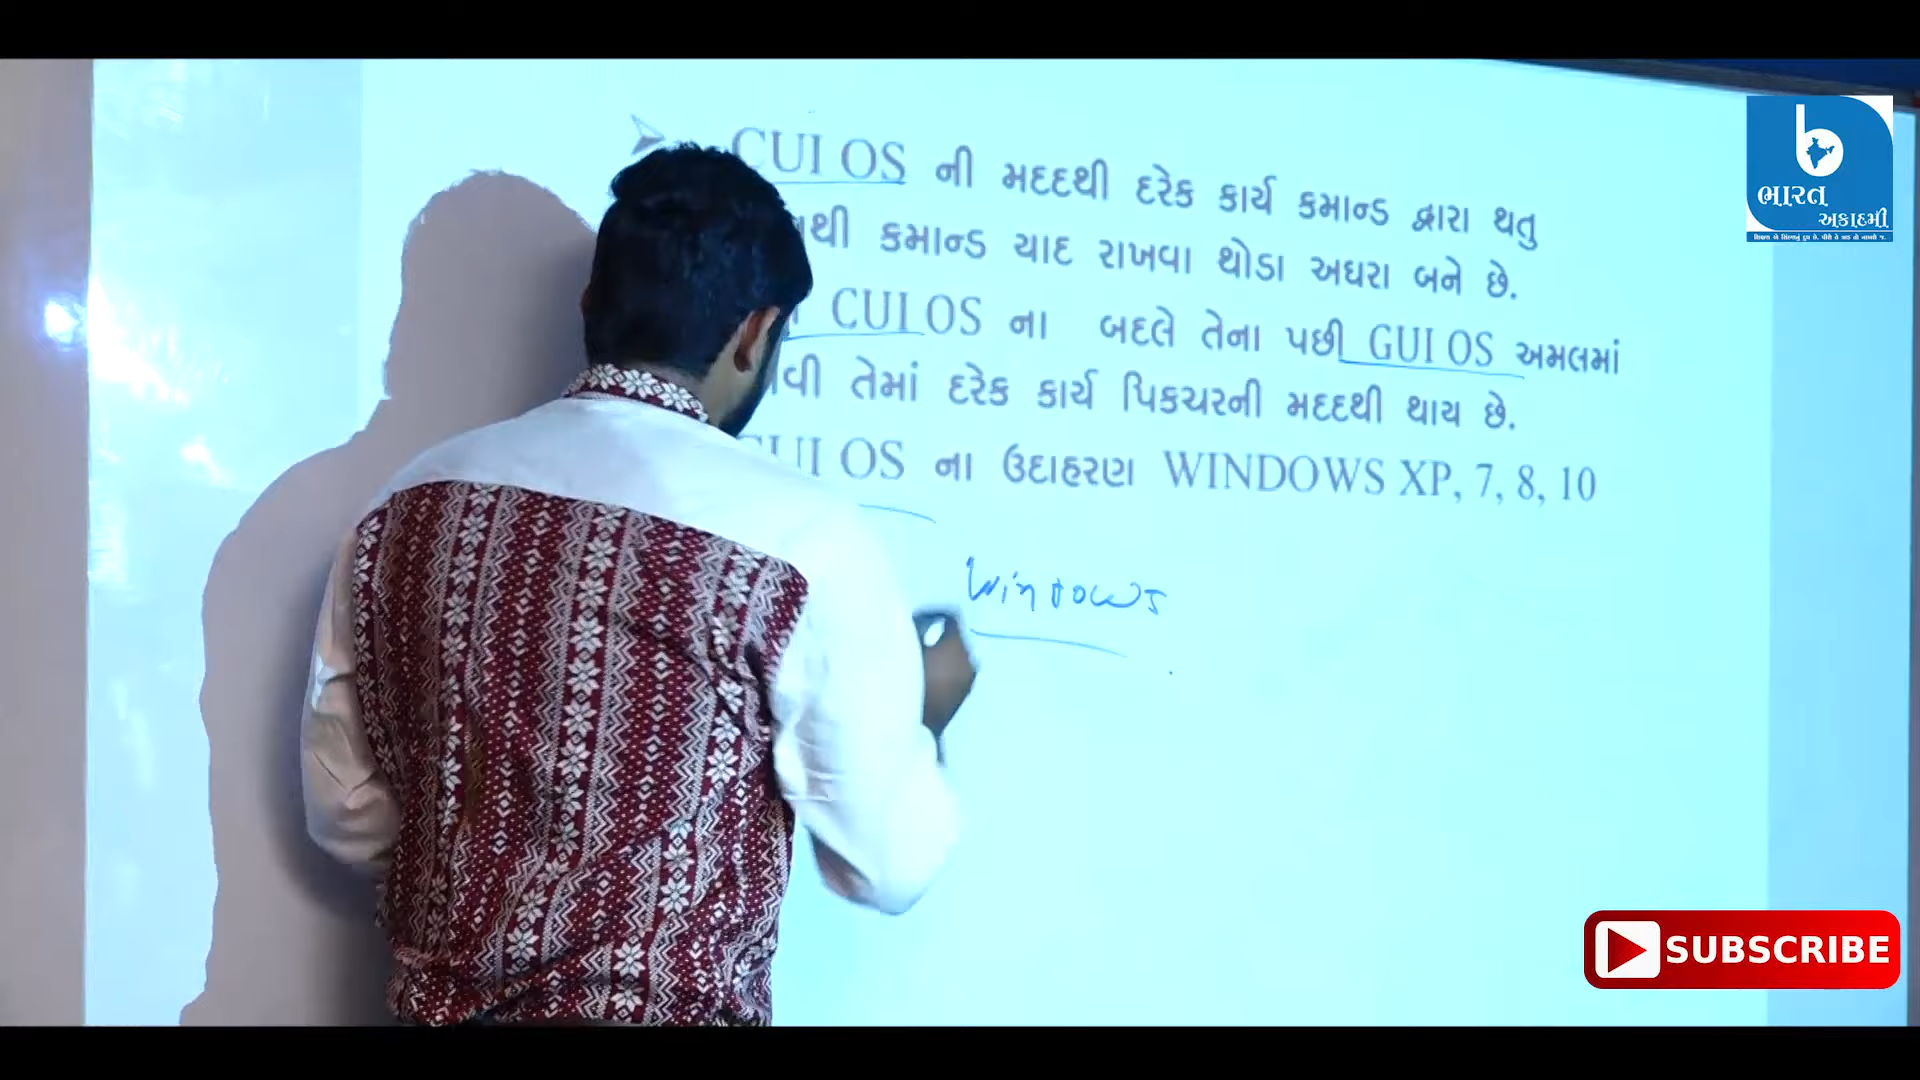 CUI OS ની મદદથી દરેક કાર્ય કમાન્ડ દ્વારા થતુ
કમાન્ડ યાદ રાખવા થોડા અઘરા બને છે.
CUI OS ના બદલે તેના પછી GUI OS અમલમાં
તેમાં દરેક કાર્ય પિકચરની મદદથી થાય છે.
OS ના ઉદાહરણ WINDOWS XP, 7, 8, 10
Windows
ભારત
અકાદમી
SUBSCRIBE